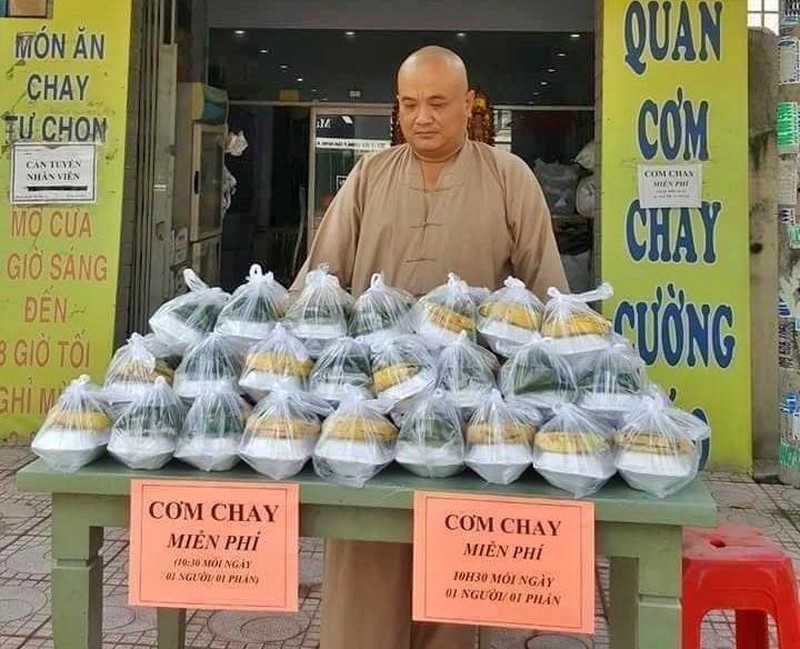 MÓN ĂN
CHAY
TỰ CHỌN
CẦN TUYỂN
NHÂN VIÊN
MỞ CỬA
GIỜ SÁNG
ĐẾN
8 GIỜ TỐI
NGHỈ
QUÁN
CƠM
CƠM CHAY
MIỄN PHÍ
CHAY
CƯỜNG
CƠM CHAY
MIỄN PHÍ
(10:30 MỖI NGÀY
01 NGƯỜI/ 01 PHẦN)
CƠM CHAY
MIỄN PHÍ
10H30 MỖI NGÀY
01 NGƯỜI/ 01 PHẦN